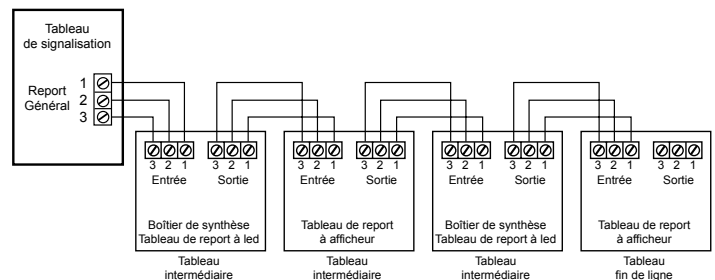 Tableau
de signalisation
Report
Général
1
2
3
3 2 1
3 2 1
Entrée
Sortie
Boîtier de synthèse
Tableau de report à led
Tableau
intermédiaire
3 2 1
3 2 1
Entrée
Sortie
Tableau de report
à afficheur
Tableau
intermédiaire
3 2 1
3 2 1
Entrée
Sortie
Boîtier de synthèse
Tableau de report à led
Tableau
intermédiaire
3 2 1
3 2 1
Entrée
Sortie
Tableau de report
à afficheur
Tableau
fin de ligne